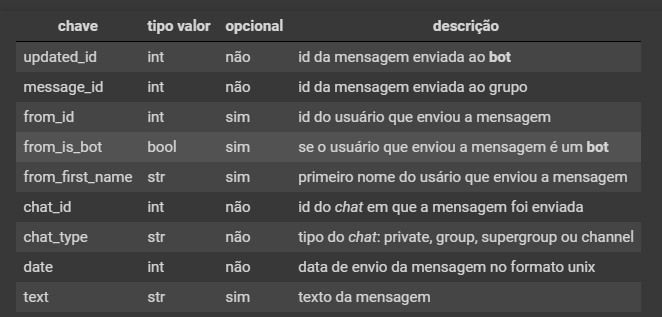 chave tipo valor opcional descrição
updated_id int não id da mensagem enviada ao bot
message_id int não id da mensagem enviada ao grupo
from_id int sim id do usuário que enviou a mensagem
from_is_bot bool sim se o usuário que enviou a mensagem é um bot
from_first_name str sim primeiro nome do usário que enviou a mensagem
chat_id int não id do chat em que a mensagem foi enviada
chat_type str não tipo do chat: private, group, supergroup ou channel
date int não data de envio da mensagem no formato unix
text str sim texto da mensagem